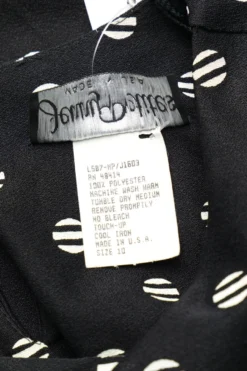 LS87-MP/J1603
RN 48414
100% POLYESTER
MACHINE WASH WARM
TUMBLE DRY MEDIUM
REMOVE PROMPTLY
NO BLEACH
TOUCH-UP
COOL IRON
MADE IN U.S.A.
SIZE 10